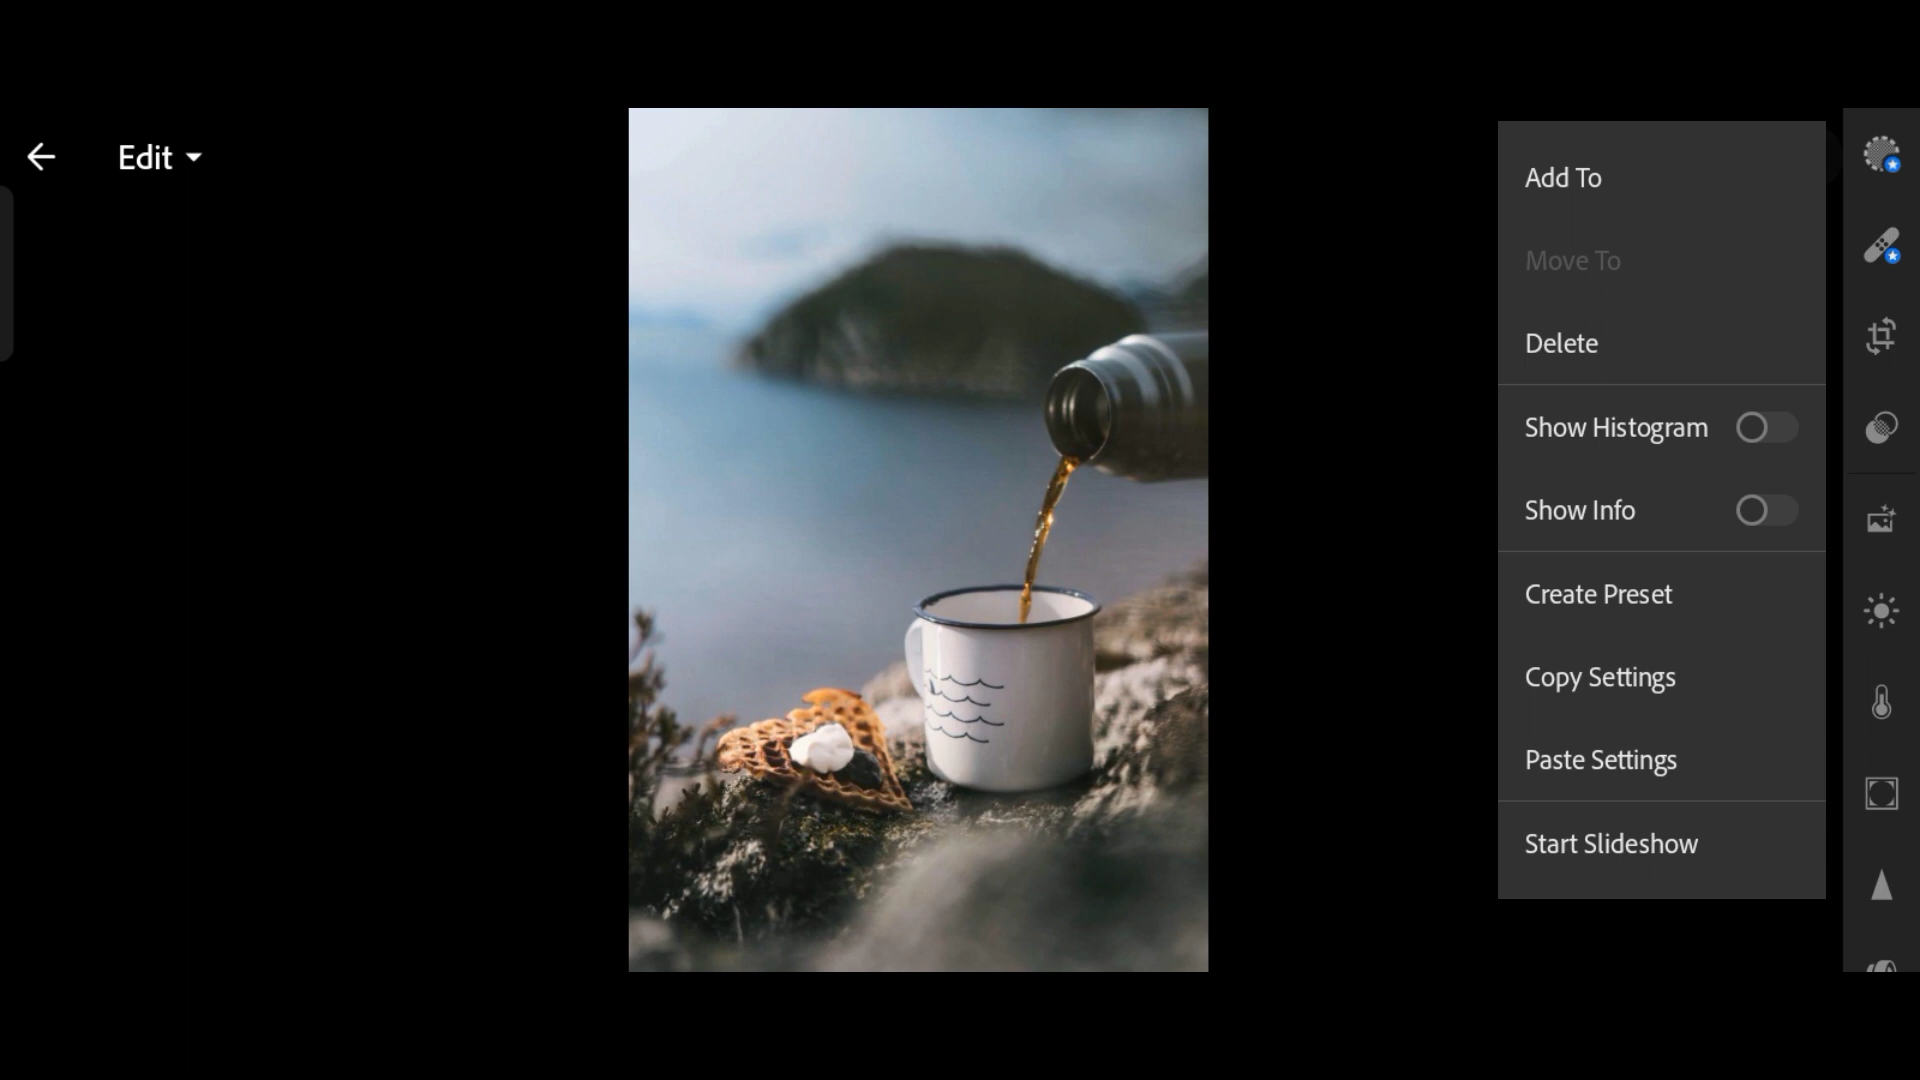 Edit
Add To
Move To
Delete
Show Histogram
Show Info
Create Preset
Copy Settings
Paste Settings
Start Slideshow